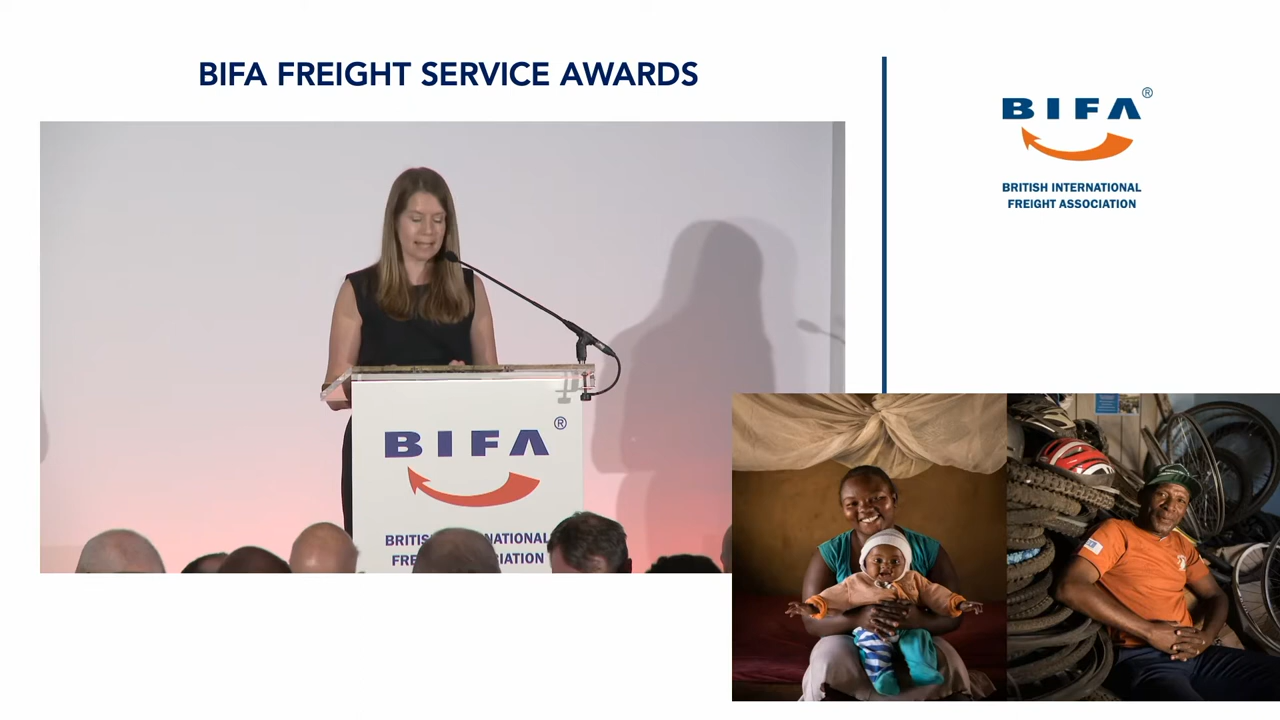 BIFA FREIGHT SERVICE AWARDS
BIFA®
BRITISH INTERNATIONAL
FREIGHT ASSOCIATION
BIFA®